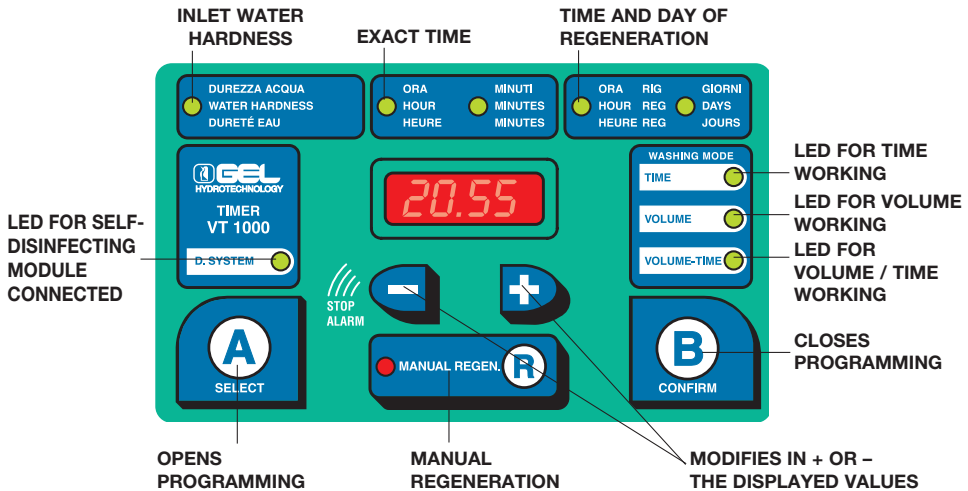 INLET WATER
HARDNESS
EXACT TIME
TIME AND DAY OF
REGENERATION
DUREZZA ACQUA
WATER HARDNESS
DURETÉ EAU
ORA
HOUR
HEURE
MINUTI
MINUTES
MINUTES
ORA RIG
HOUR REG
HEURE REG
GIORNI
DAYS
JOURS
GEL
HYDROTECHNOLOGY
TIMER
VT 1000
D. SYSTEM
20.55
WASHING MODE
TIME
VOLUME
VOLUME-TIME
LED FOR TIME
WORKING
LED FOR VOLUME
WORKING
LED FOR
VOLUME / TIME
WORKING
LED FOR SELF-
DISINFECTING
MODULE
CONNECTED
STOP
ALARM
−
+
A
SELECT
MANUAL REGEN. R
B
CONFIRM
CLOSES
PROGRAMMING
OPENS
PROGRAMMING
MANUAL
REGENERATION
MODIFIES IN + OR –
THE DISPLAYED VALUES